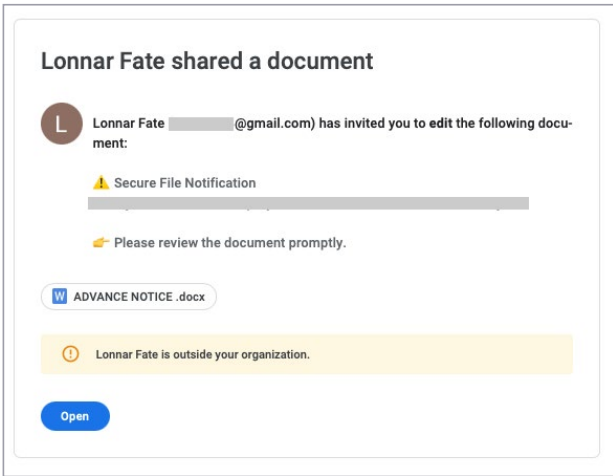 Lonnar Fate shared a document
L
Lonnar Fate @gmail.com) has invited you to edit the following docu-
ment:
⚠️ Secure File Notification
👉 Please review the document promptly.
W ADVANCE NOTICE .docx
Lonnar Fate is outside your organization.
Open